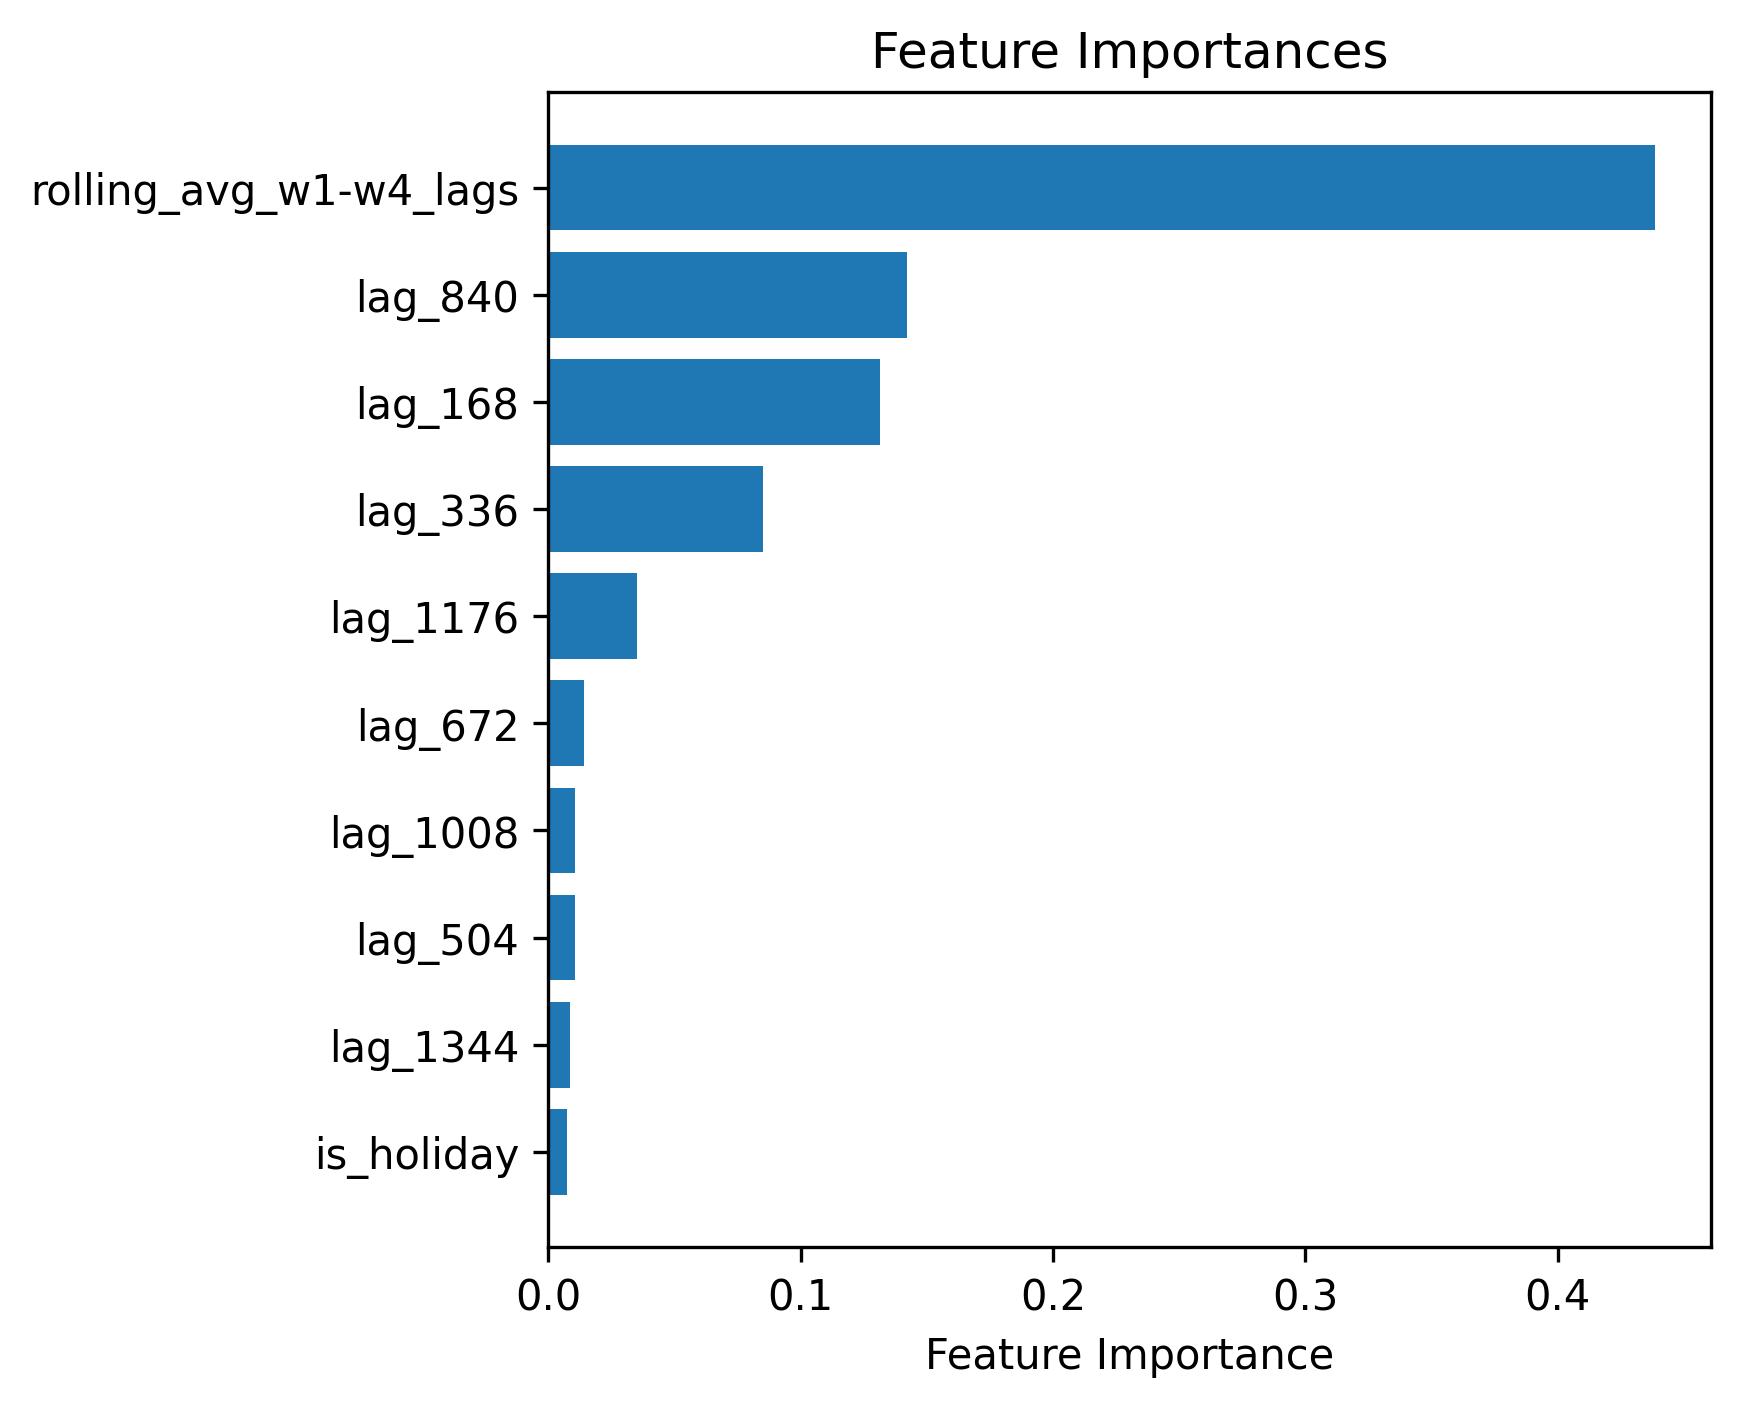 Feature Importances
rolling_avg_w1-w4_lags
lag_840
lag_168
lag_336
lag_1176
lag_672
lag_1008
lag_504
lag_1344
is_holiday
0.0 0.1 0.2 0.3 0.4
Feature Importance